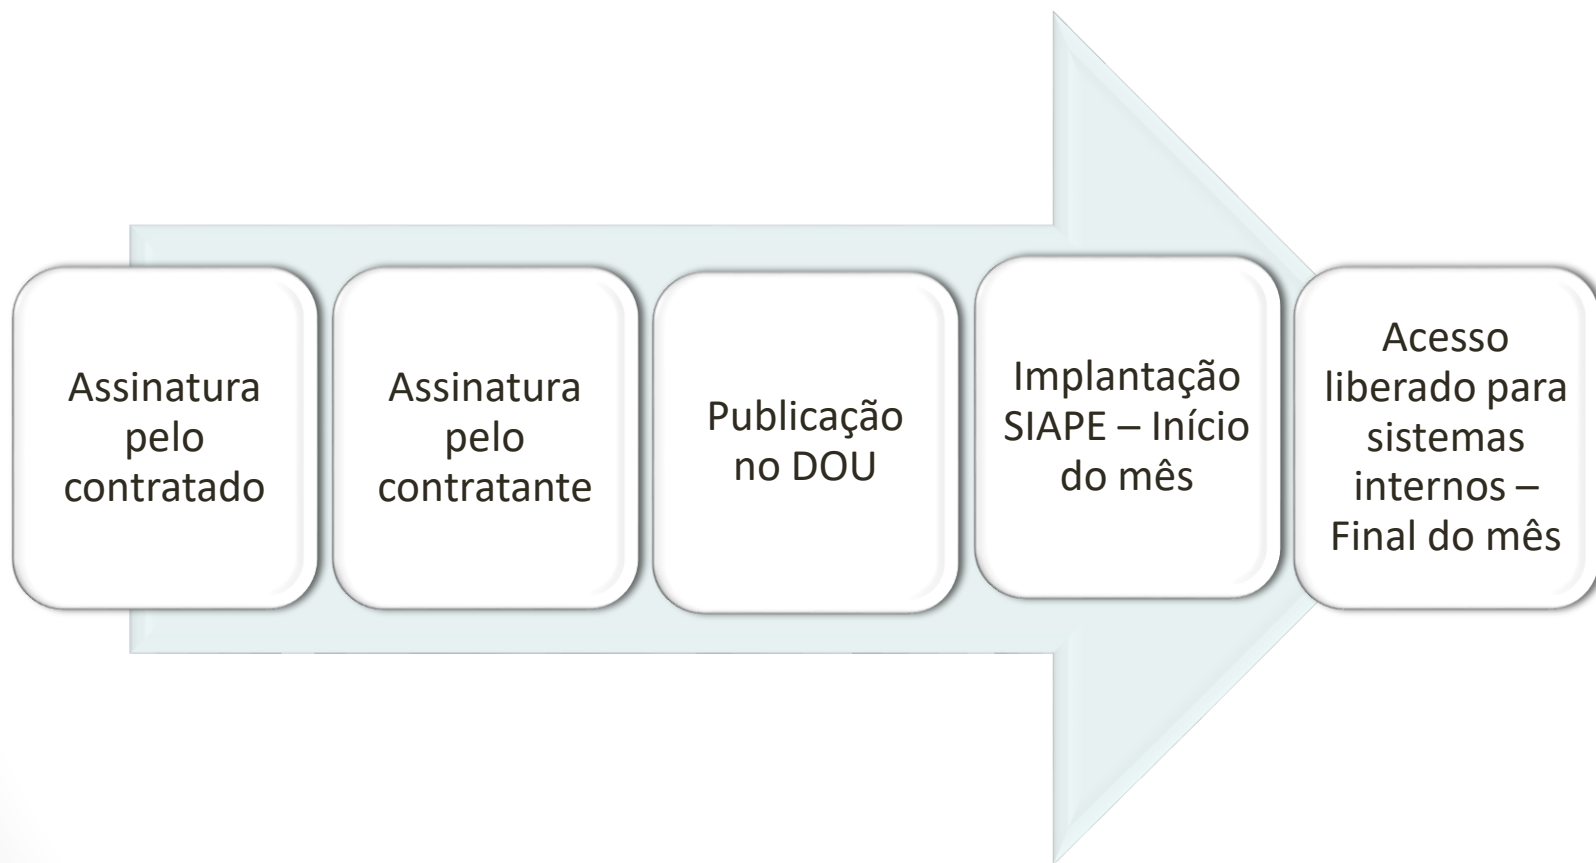 Assinatura
pelo
contratado
Assinatura
pelo
contratante
Publicação
no DOU
Implantação
SIAPE – Início
do mês
Acesso
liberado para
sistemas
internos –
Final do mês